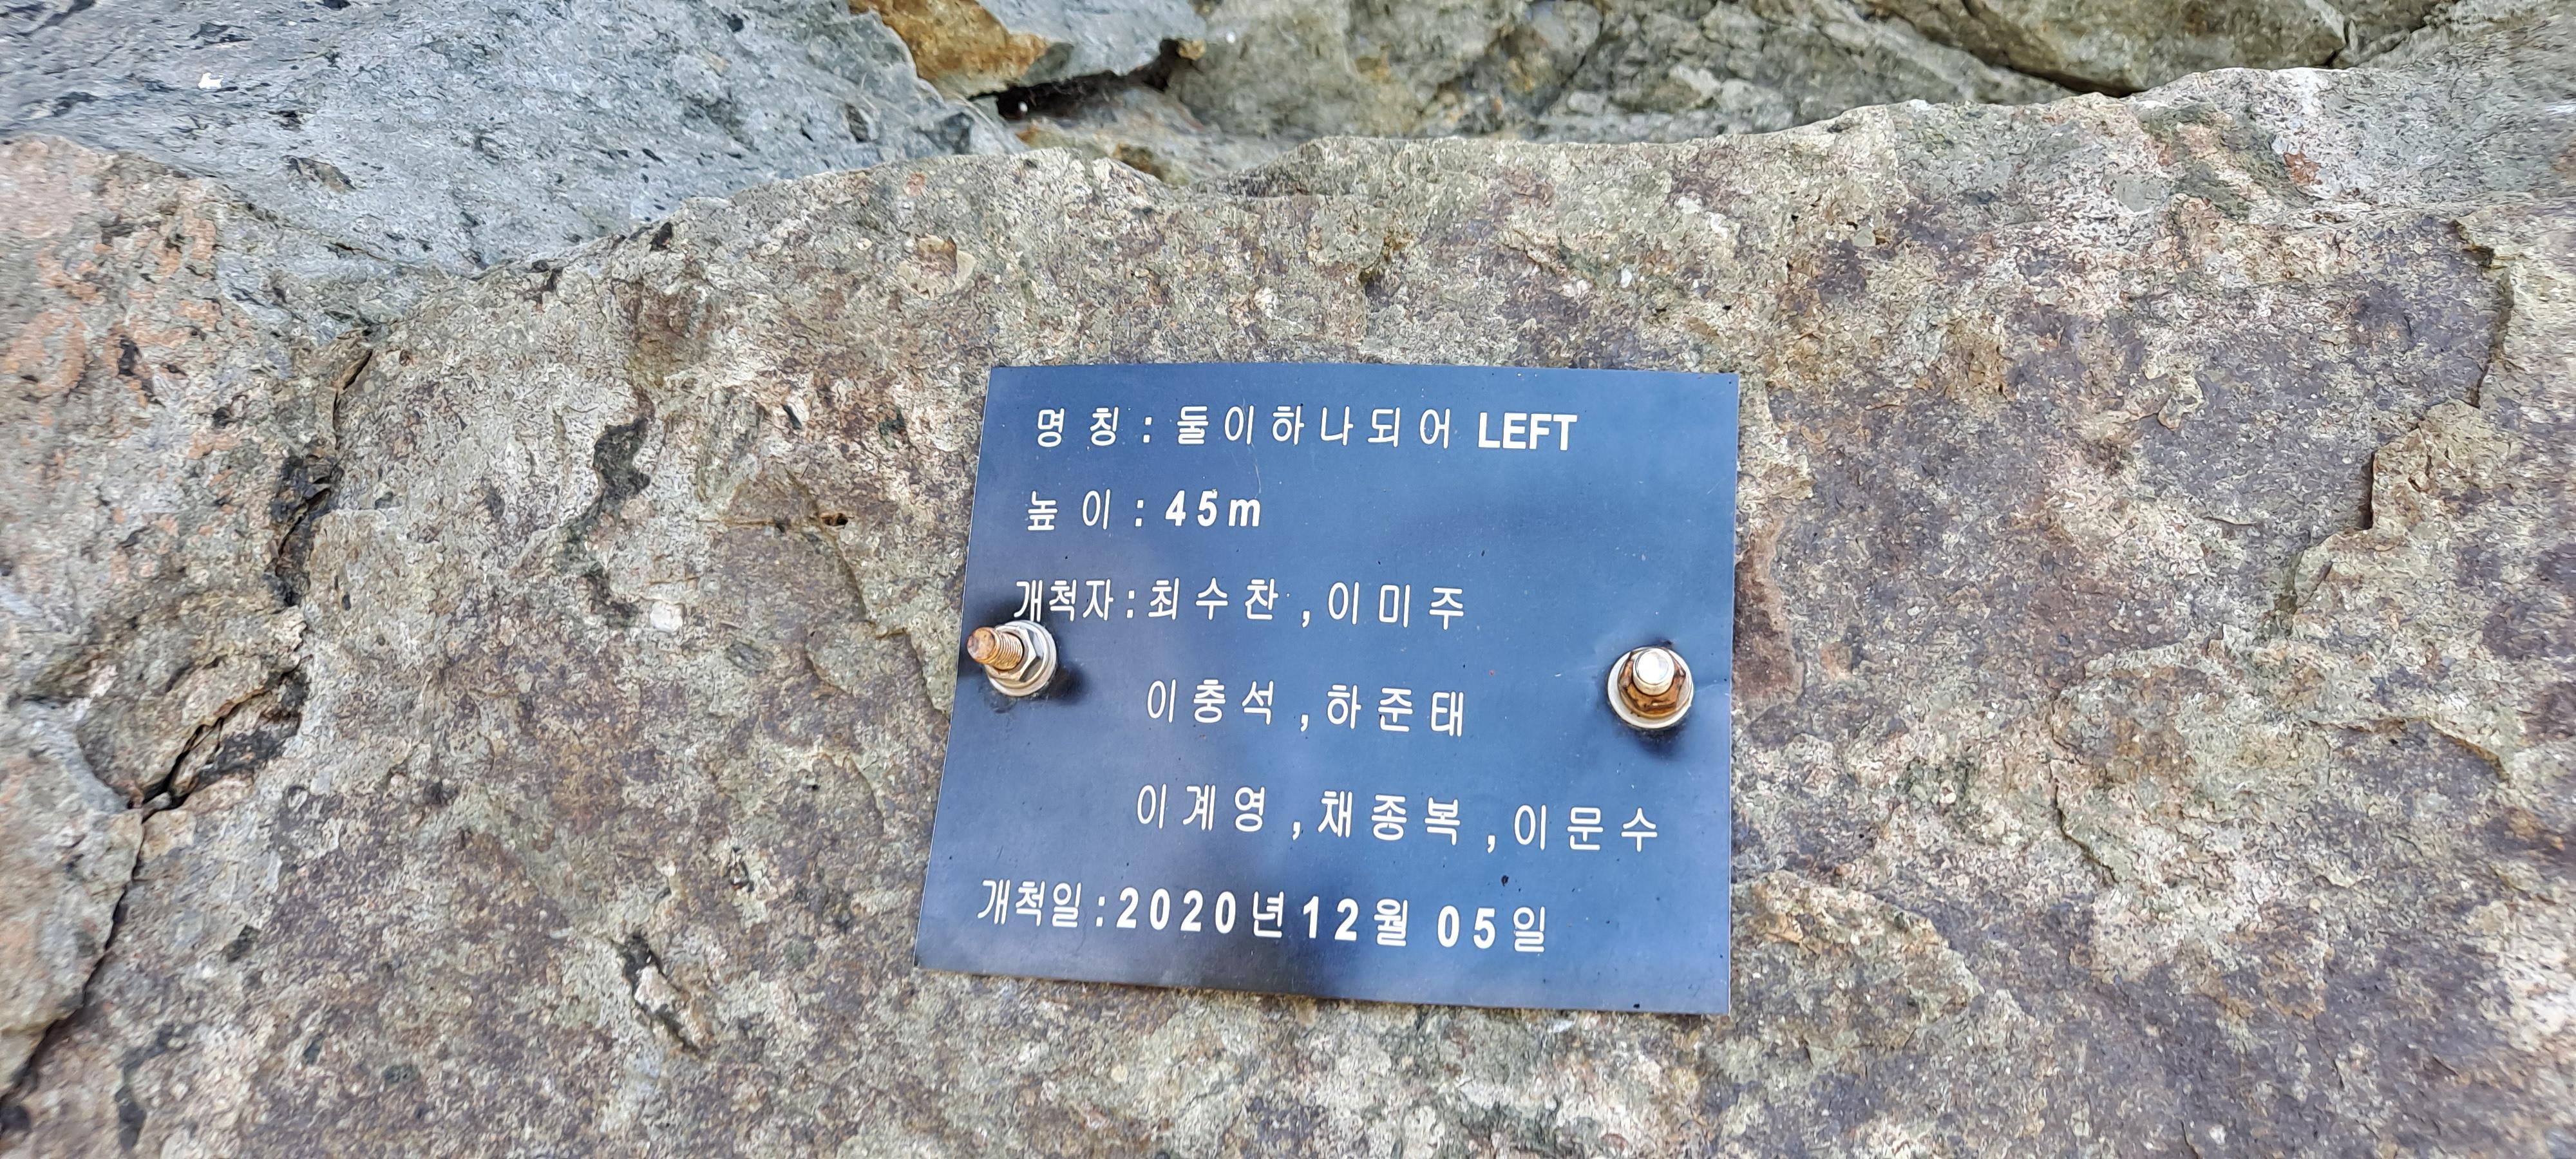 명 칭 : 둘이하나되어 LEFT
높 이 : 45m
개척자 : 최수찬 , 이미주
이충석 , 하준태
이계영 , 채종복 , 이문수
개척일 : 2020년 12월 05일